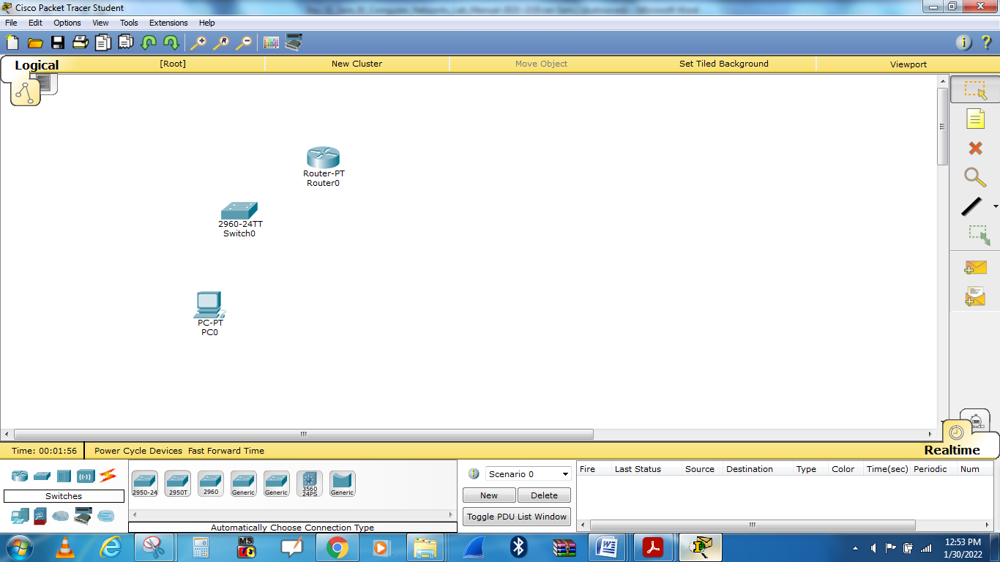 Cisco Packet Tracer Student
File Edit Options View Tools Extensions Help
Logical [Root] New Cluster Move Object Set Tiled Background Viewport
Router-PT
Router0
2960-24TT
Switch0
PC-PT
PC0
Time: 00:01:56 Power Cycle Devices Fast Forward Time Realtime
Switches
2950-24 2950T 2960 Generic Generic 3560 24PS Generic
Automatically Choose Connection Type
Scenario 0
New Delete
Toggle PDU List Window
Fire Last Status Source Destination Type Color Time(sec) Periodic Num
MS
12:53 PM
1/30/2022